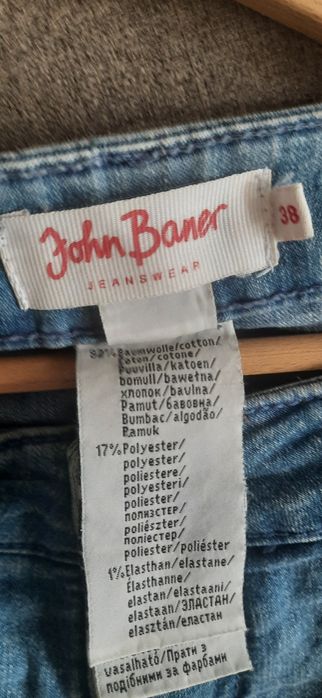 John Baner
JEANSWEAR
38
82% Baumwolle/cotton/
coton/cotone/
puuvilla/katoen/
bomull/bawełna/
хлопок/bavlna/
Pamut/бавовна/
Bumbac/algodão/
Pamuk
17% Polyester/
polyester/
poliestere/
polyesteri/
poliester/
полиэстер/
poliészter/
поліестер/
poliester/poliéster
1% Elasthan/elastane/
Élasthanne/
elastan/elastaani/
elastaan/ЭЛАСТАН/
elasztán/еластан
vasalható/Прати з
подібними за фарбами